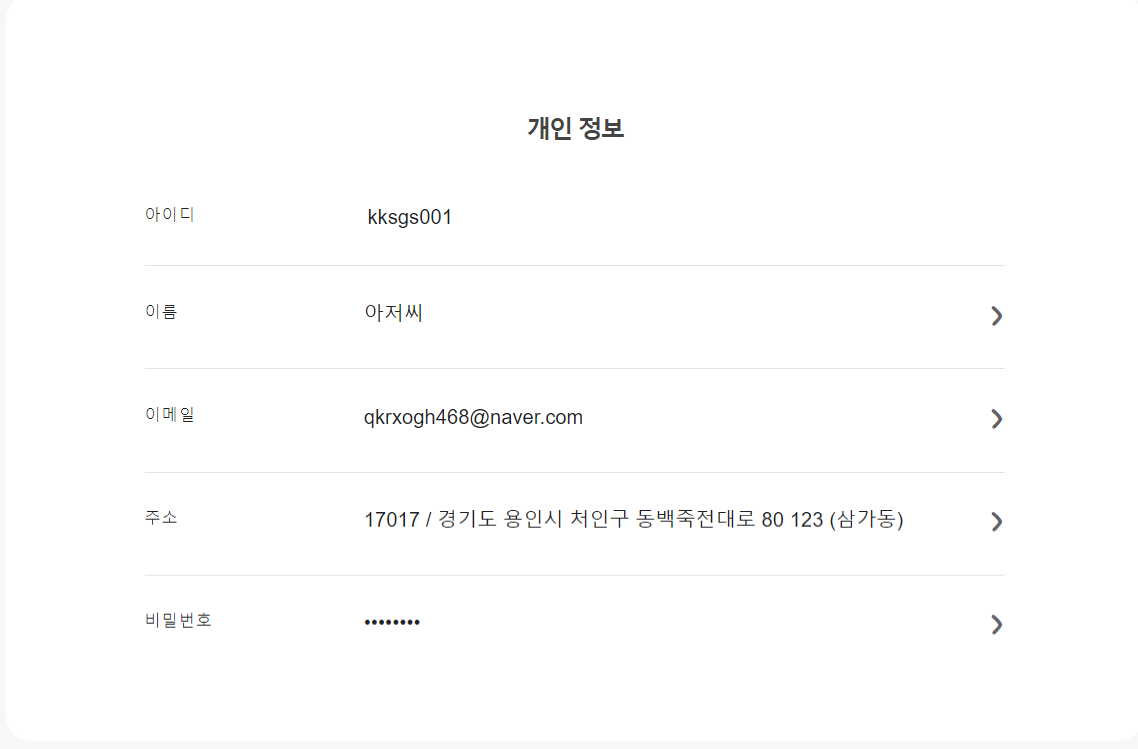 개인 정보
아이디 kksgs001
이름 아저씨
이메일 qkrxogh468@naver.com
주소 17017 / 경기도 용인시 처인구 동백죽전대로 80 123 (삼가동)
비밀번호 ••••••••